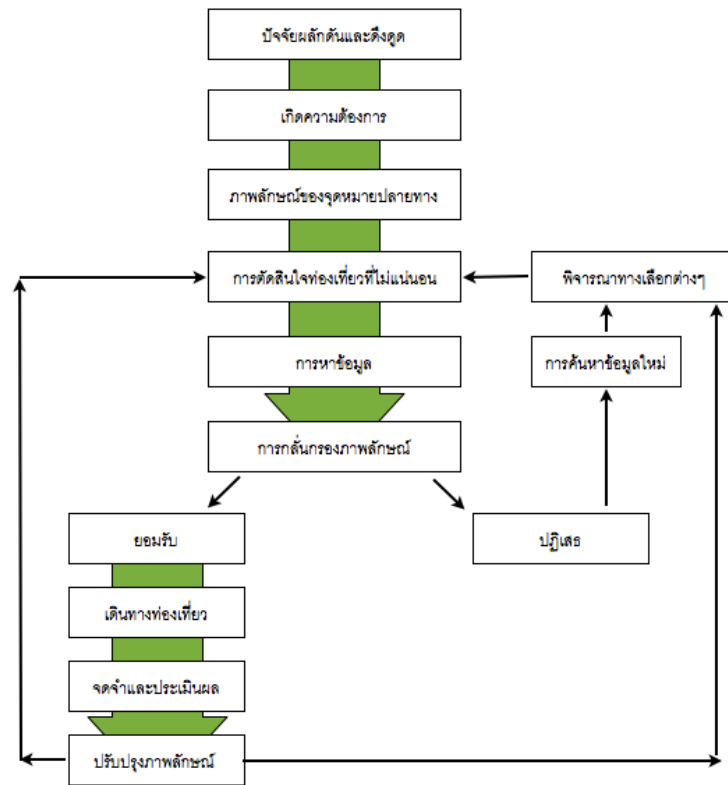 ปัจจัยผลักดันและดึงดูด
เกิดความต้องการ
ภาพลักษณ์ของจุดหมายปลายทาง
การตัดสินใจท่องเที่ยวที่ไม่แน่นอน
พิจารณาทางเลือกต่างๆ
การหาข้อมูล
การค้นหาข้อมูลใหม่
การกลั่นกรองภาพลักษณ์
ยอมรับ
ปฏิเสธ
เดินทางท่องเที่ยว
จดจำและประเมินผล
ปรับปรุงภาพลักษณ์